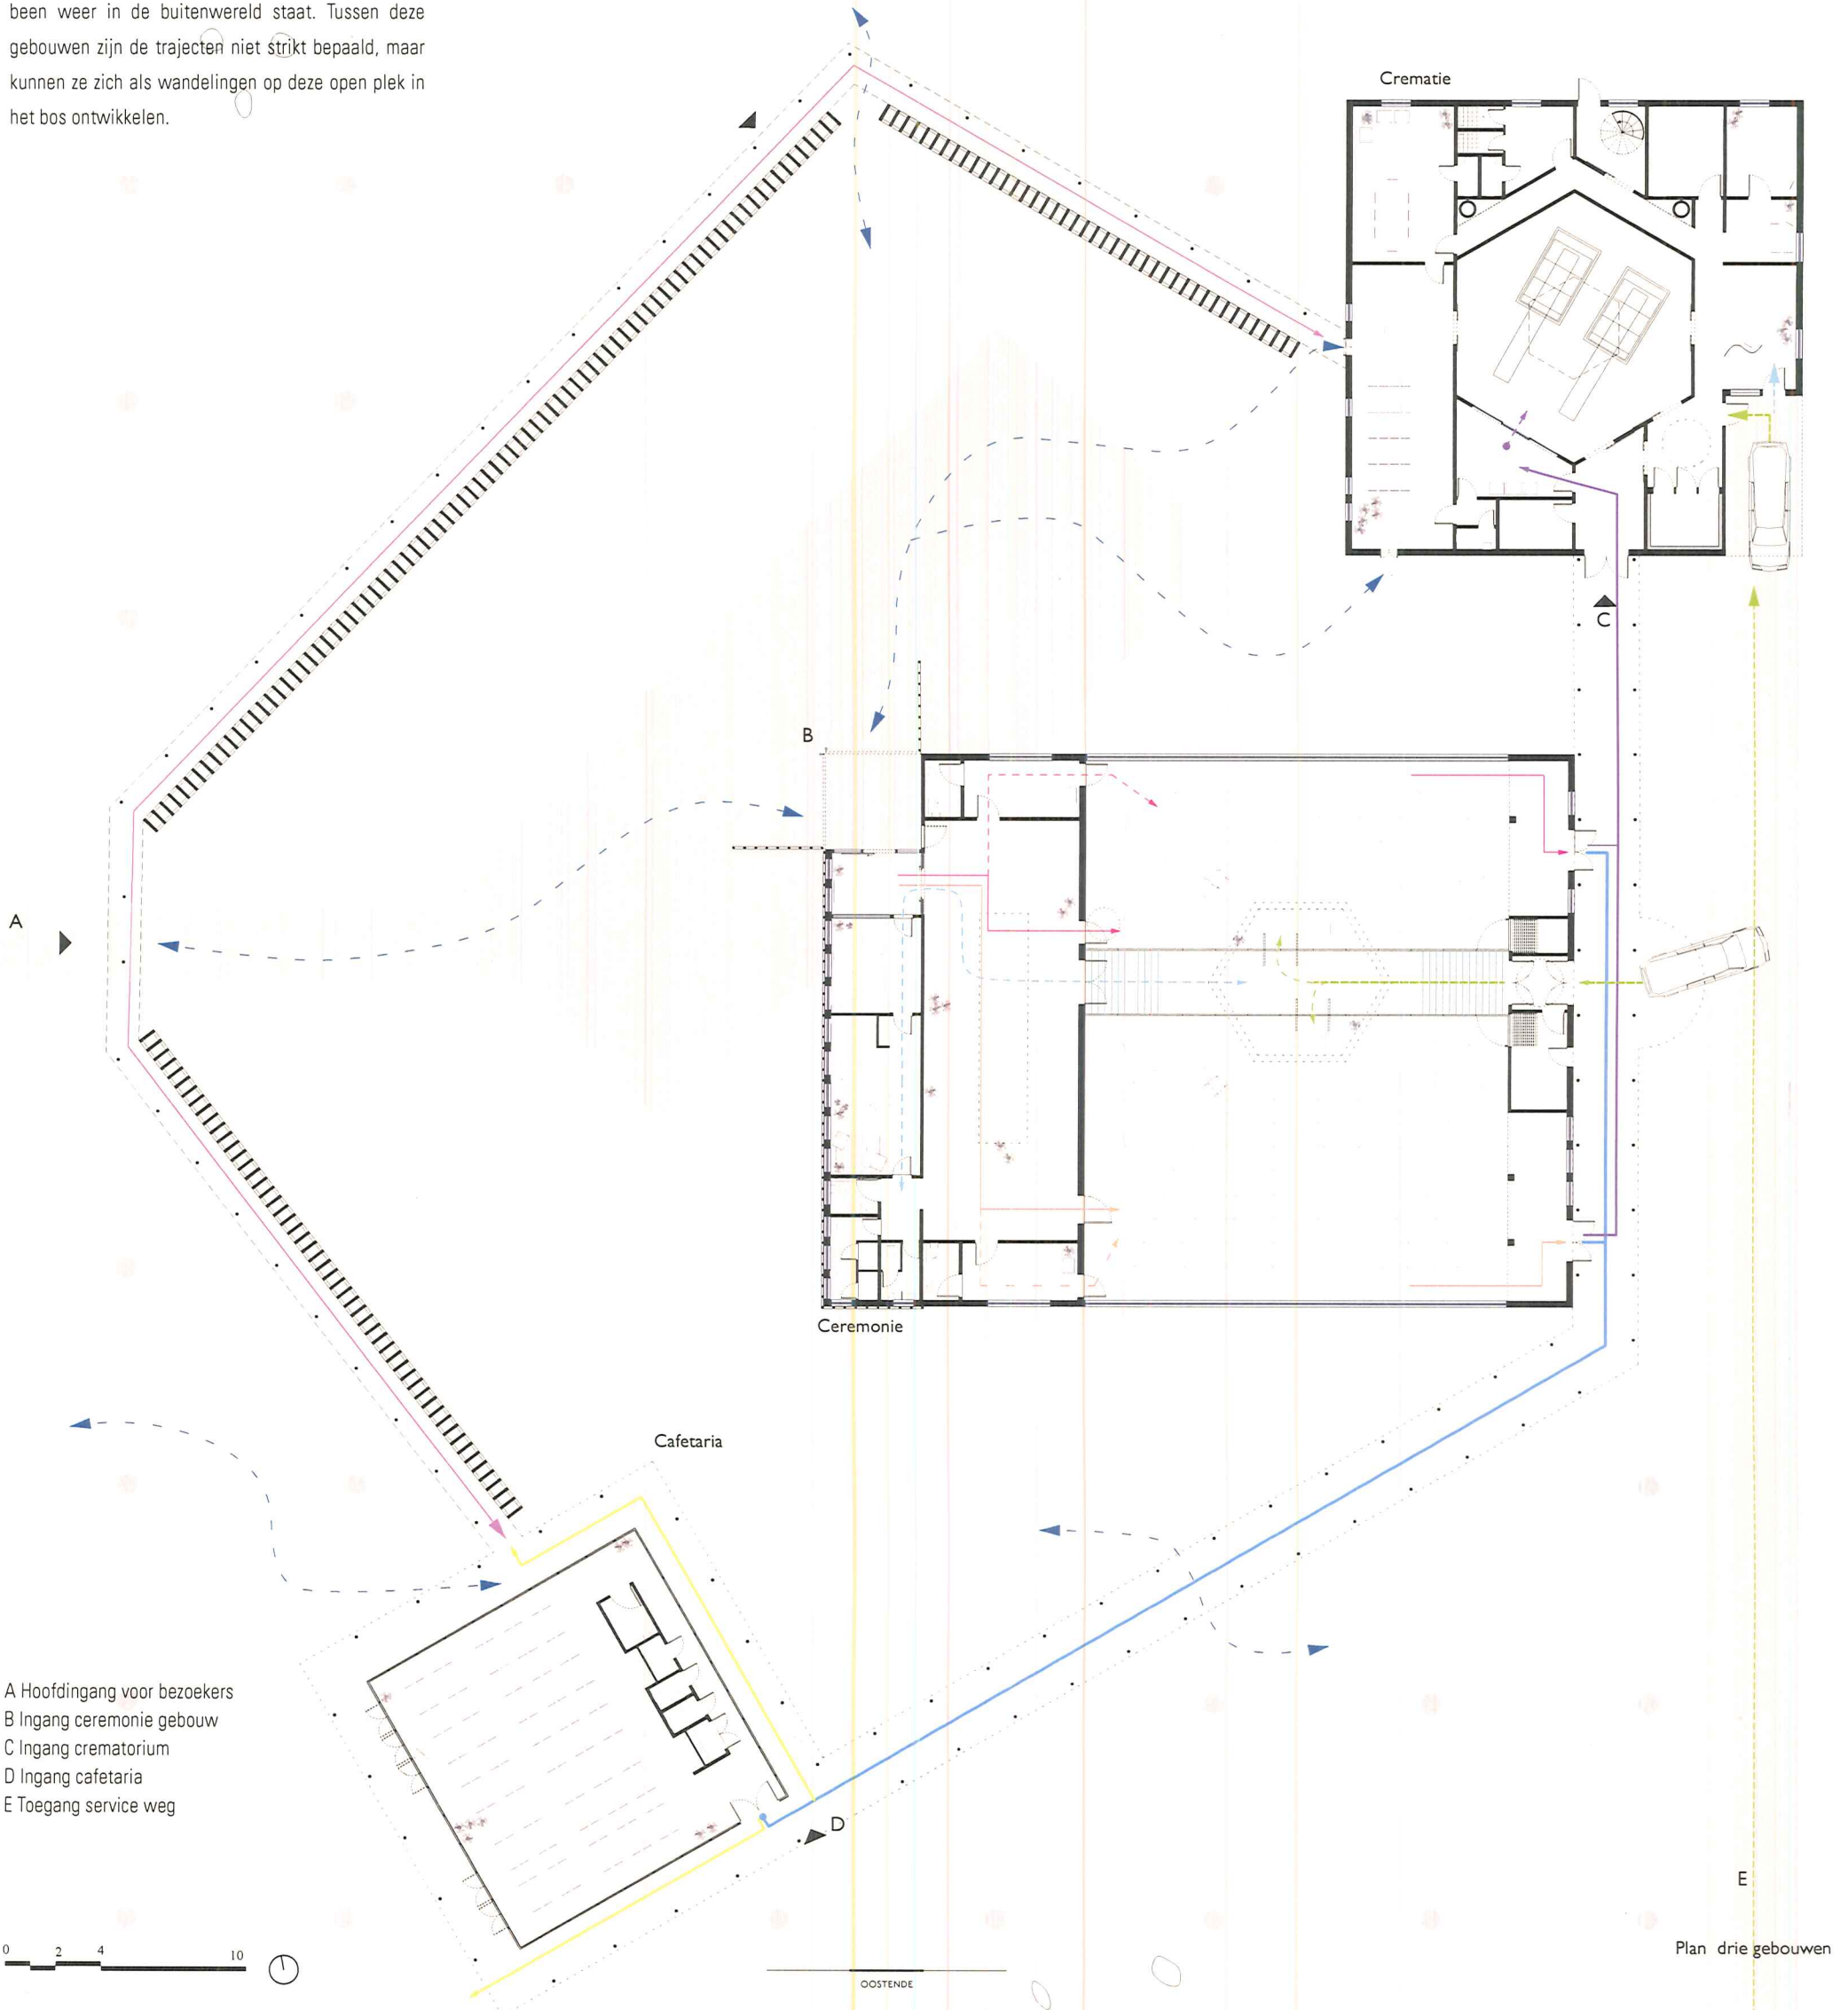 been weer in de buitenwereld staat. Tussen deze
gebouwen zijn de trajecten niet strikt bepaald, maar
kunnen ze zich als wandelingen op deze open plek in
het bos ontwikkelen.
Crematie
C
B
A
Ceremonie
Cafetaria
A Hoofdingang voor bezoekers
B Ingang ceremonie gebouw
C Ingang crematorium
D Ingang cafetaria
E Toegang service weg
D
E
0 2 4 10
Plan drie gebouwen
OOSTENDE